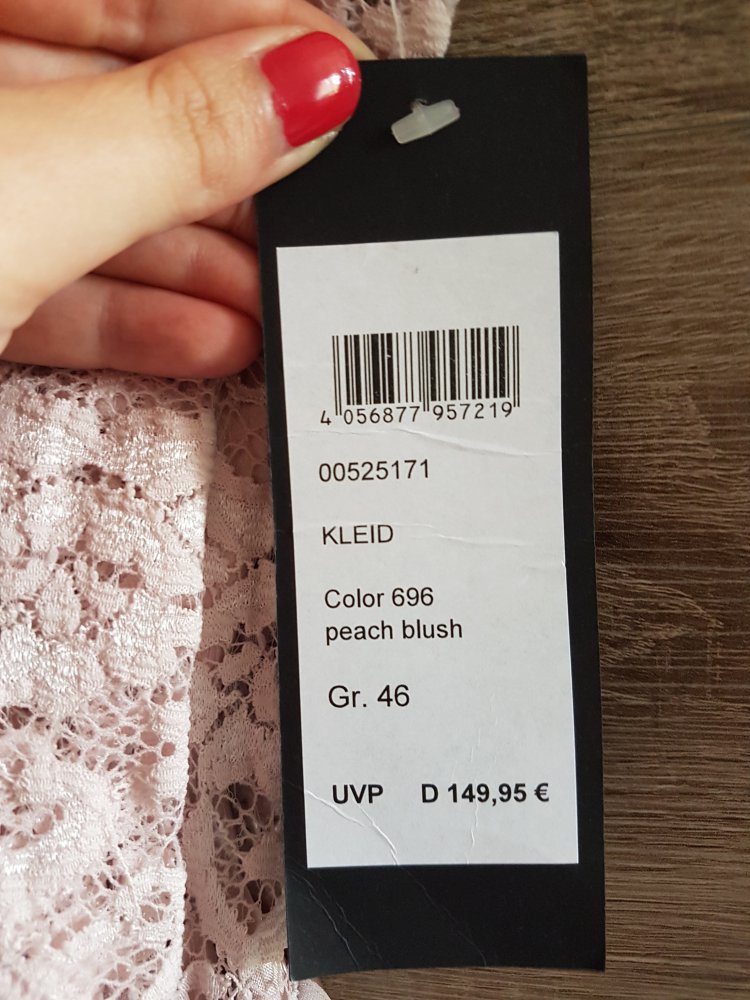 4 056877 957219
00525171
KLEID
Color 696
peach blush
Gr. 46
UVP D 149,95 €